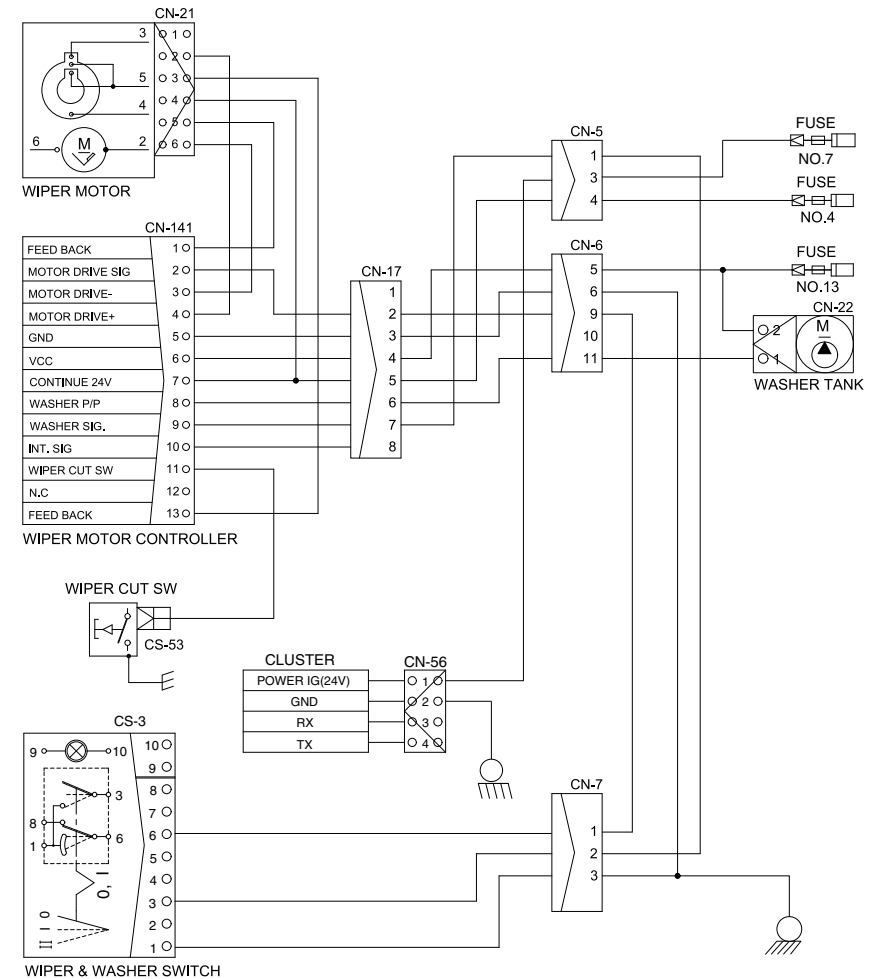 CN-21
3
5
4
6
M
2
1
2
3
4
5
6
WIPER MOTOR
CN-141
FEED BACK 1
MOTOR DRIVE SIG 2
MOTOR DRIVE- 3
MOTOR DRIVE+ 4
GND 5
VCC 6
CONTINUE 24V 7
WASHER P/P 8
WASHER SIG. 9
INT. SIG 10
WIPER CUT SW 11
N.C 12
FEED BACK 13
WIPER MOTOR CONTROLLER
CN-17
1
2
3
4
5
6
7
8
CN-5
1
3
4
CN-6
5
6
9
10
11
FUSE
NO.7
FUSE
NO.4
FUSE
NO.13
CN-22
2
1
M
WASHER TANK
WIPER CUT SW
CS-53
CLUSTER
CN-56
POWER IG(24V) 1
GND 2
RX 3
TX 4
CS-3
9 10
3
8
6
1
0, I
II I O
10
9
8
7
6
5
4
3
2
1
WIPER & WASHER SWITCH
CN-7
1
2
3